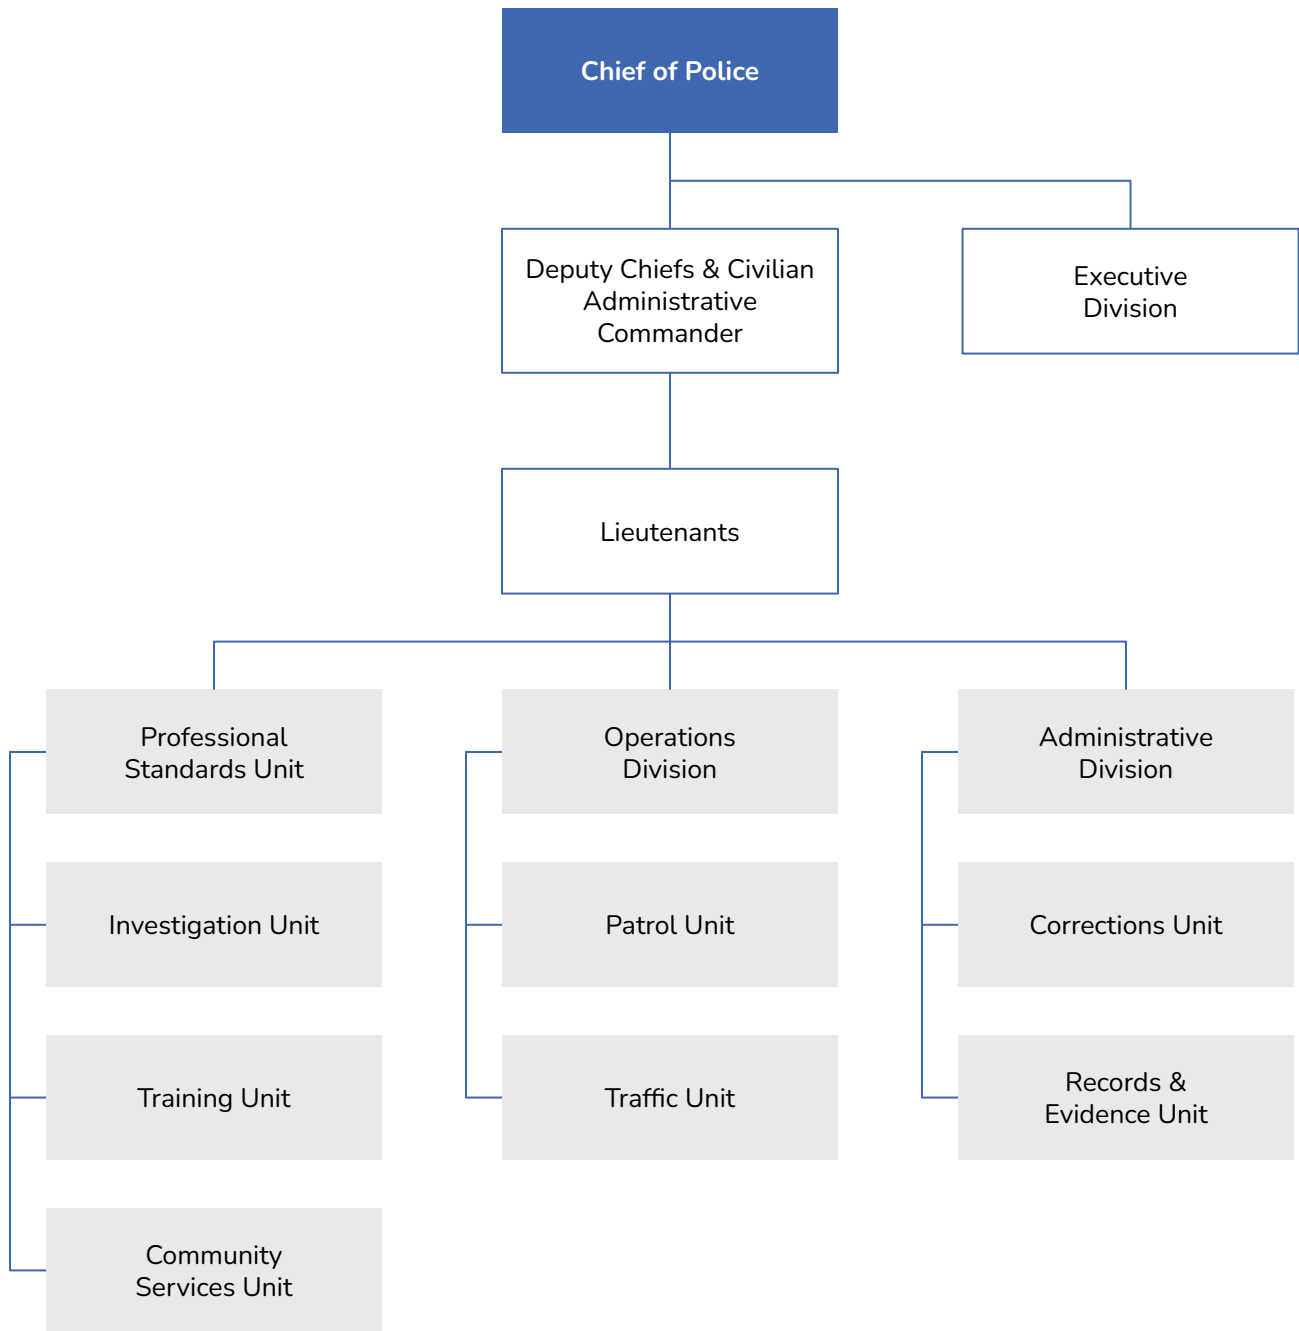 Chief of Police
Deputy Chiefs & Civilian
Administrative
Commander
Executive
Division
Lieutenants
Professional
Standards Unit
Operations
Division
Administrative
Division
Investigation Unit
Patrol Unit
Corrections Unit
Training Unit
Traffic Unit
Records &
Evidence Unit
Community
Services Unit